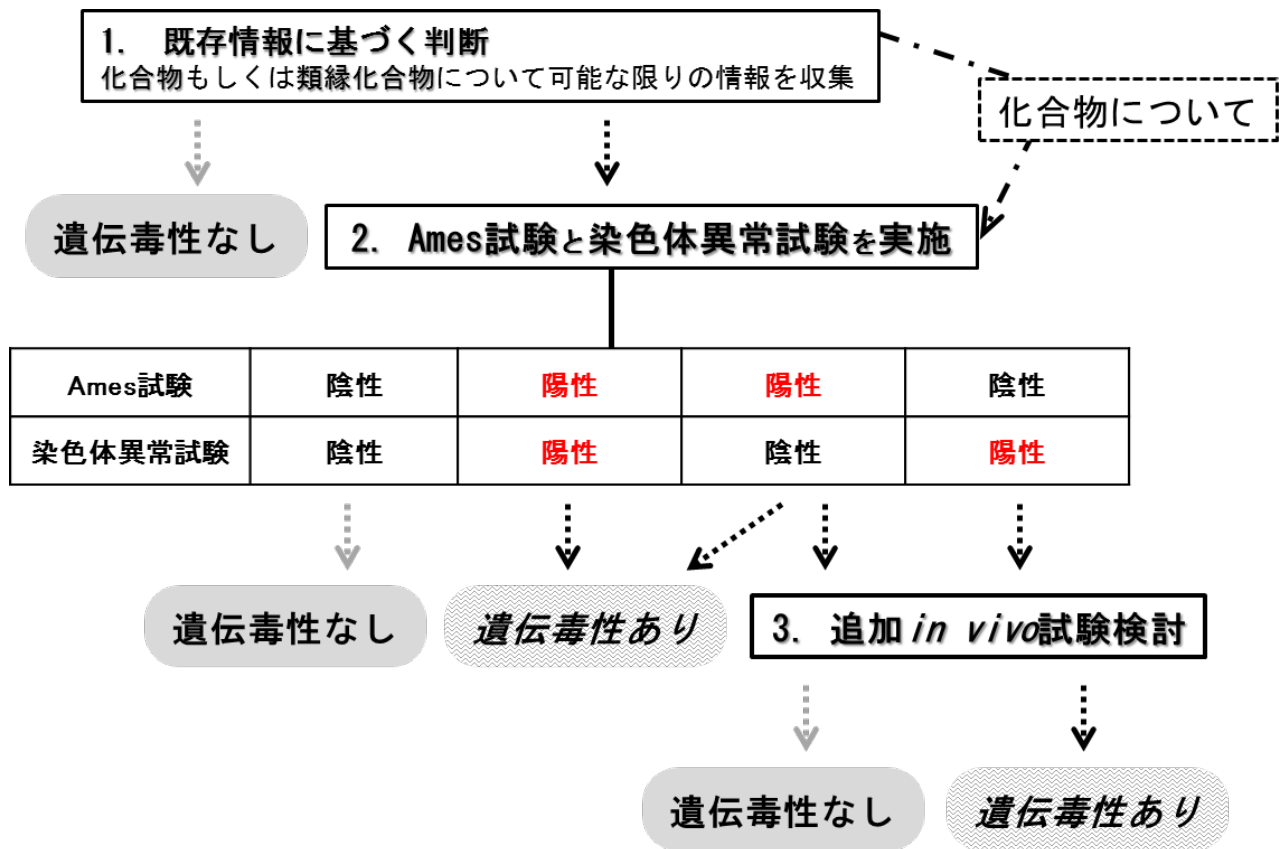 1. 既存情報に基づく判断
化合物もしくは類縁化合物について可能な限りの情報を収集
化合物について
遺伝毒性なし
2. Ames試験と染色体異常試験を実施
Ames試験 陰性 陽性 陽性 陰性
染色体異常試験 陰性 陽性 陰性 陽性
遺伝毒性なし
遺伝毒性あり
3. 追加in vivo試験検討
遺伝毒性なし
遺伝毒性あり